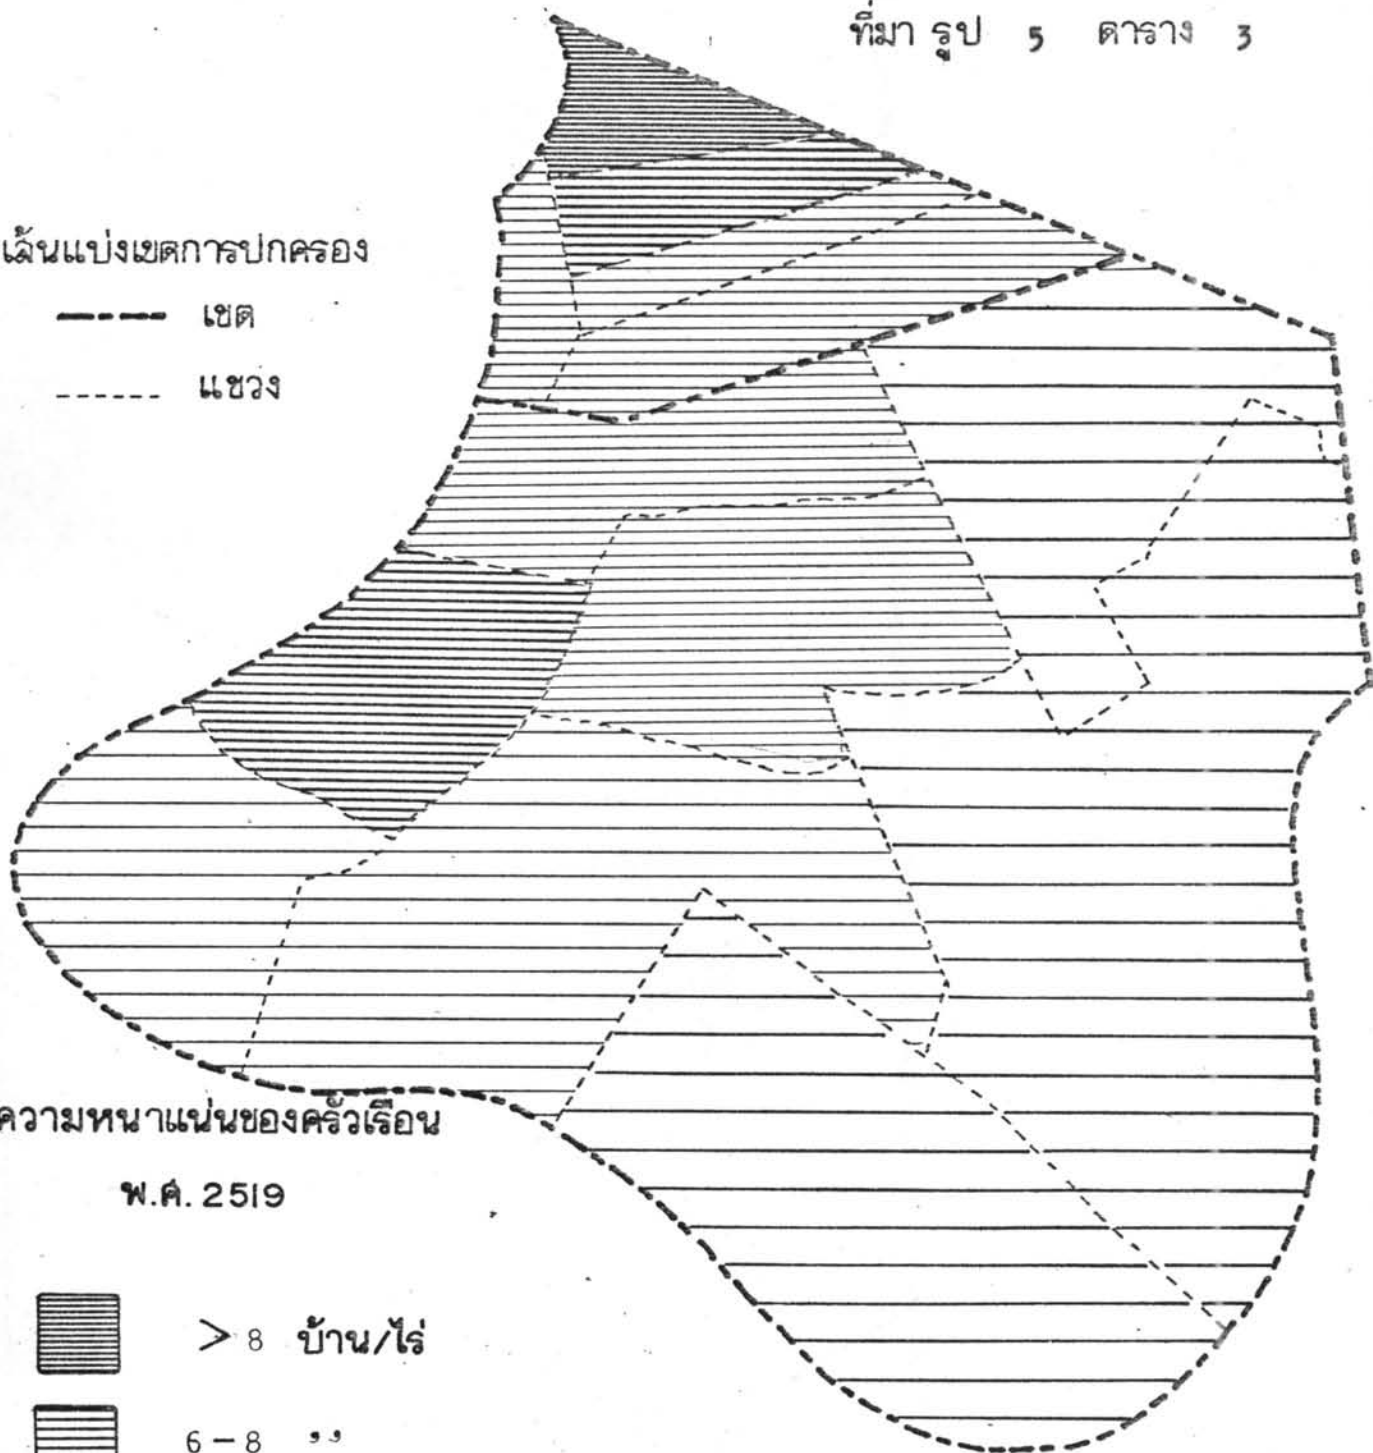 ที่มา รูป 5 ตาราง 3
เส้นแบ่งเขตการปกครอง
เขต
แขวง
ความหนาแน่นของครัวเรือน
พ.ศ. 2519
> 8 บ้าน/ไร่
6-8 ,,